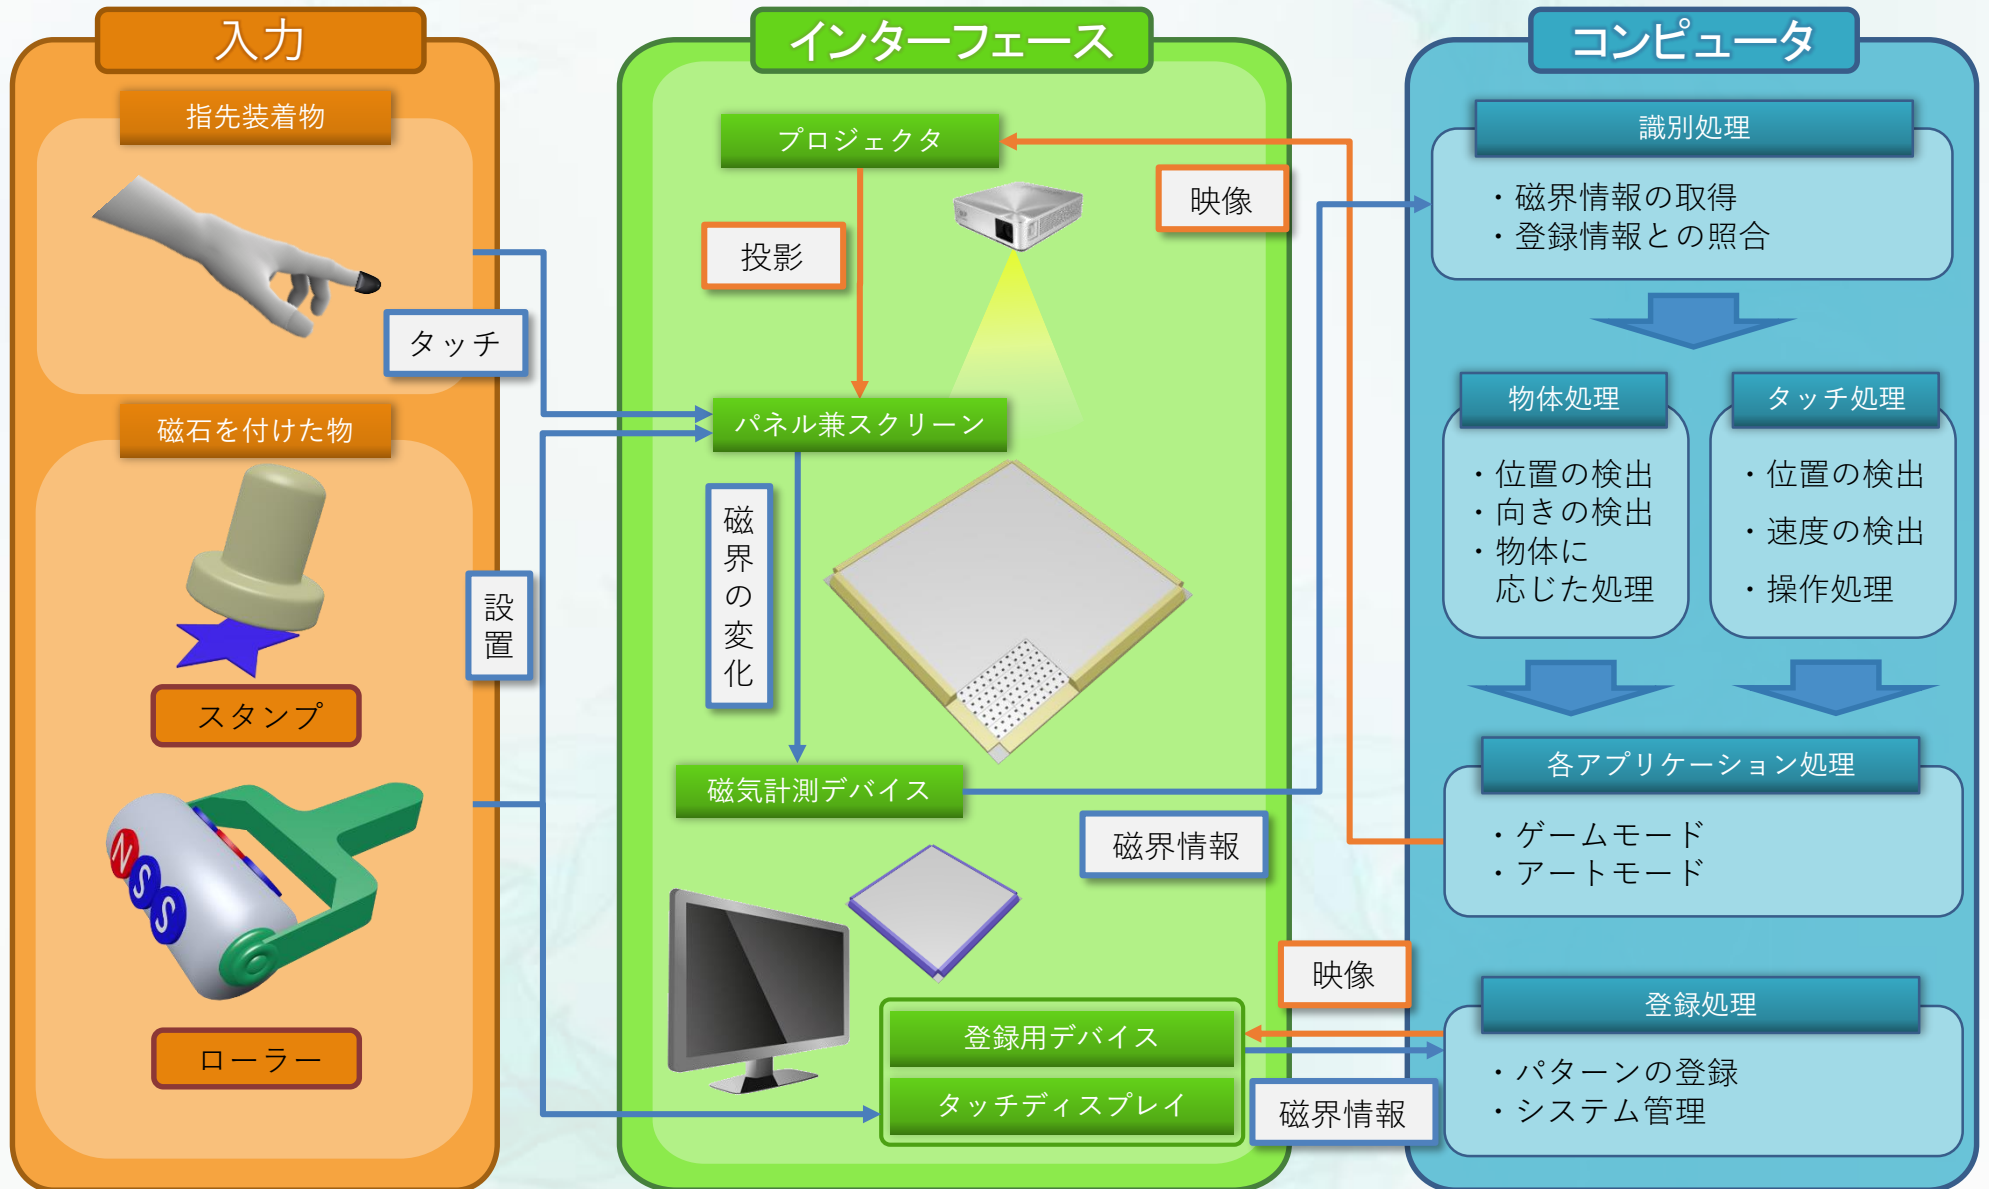 入力
指先装着物
タッチ
磁石を付けた物
スタンプ
N
S
S
ローラー
設置
インターフェース
プロジェクタ
映像
投影
パネル兼スクリーン
磁界の変化
磁気計測デバイス
磁界情報
映像
登録用デバイス
タッチディスプレイ
磁界情報
コンピュータ
識別処理
・磁界情報の取得
・登録情報との照合
物体処理
・位置の検出
・向きの検出
・物体に
応じた処理
タッチ処理
・位置の検出
・速度の検出
・操作処理
各アプリケーション処理
・ゲームモード
・アートモード
登録処理
・パターンの登録
・システム管理